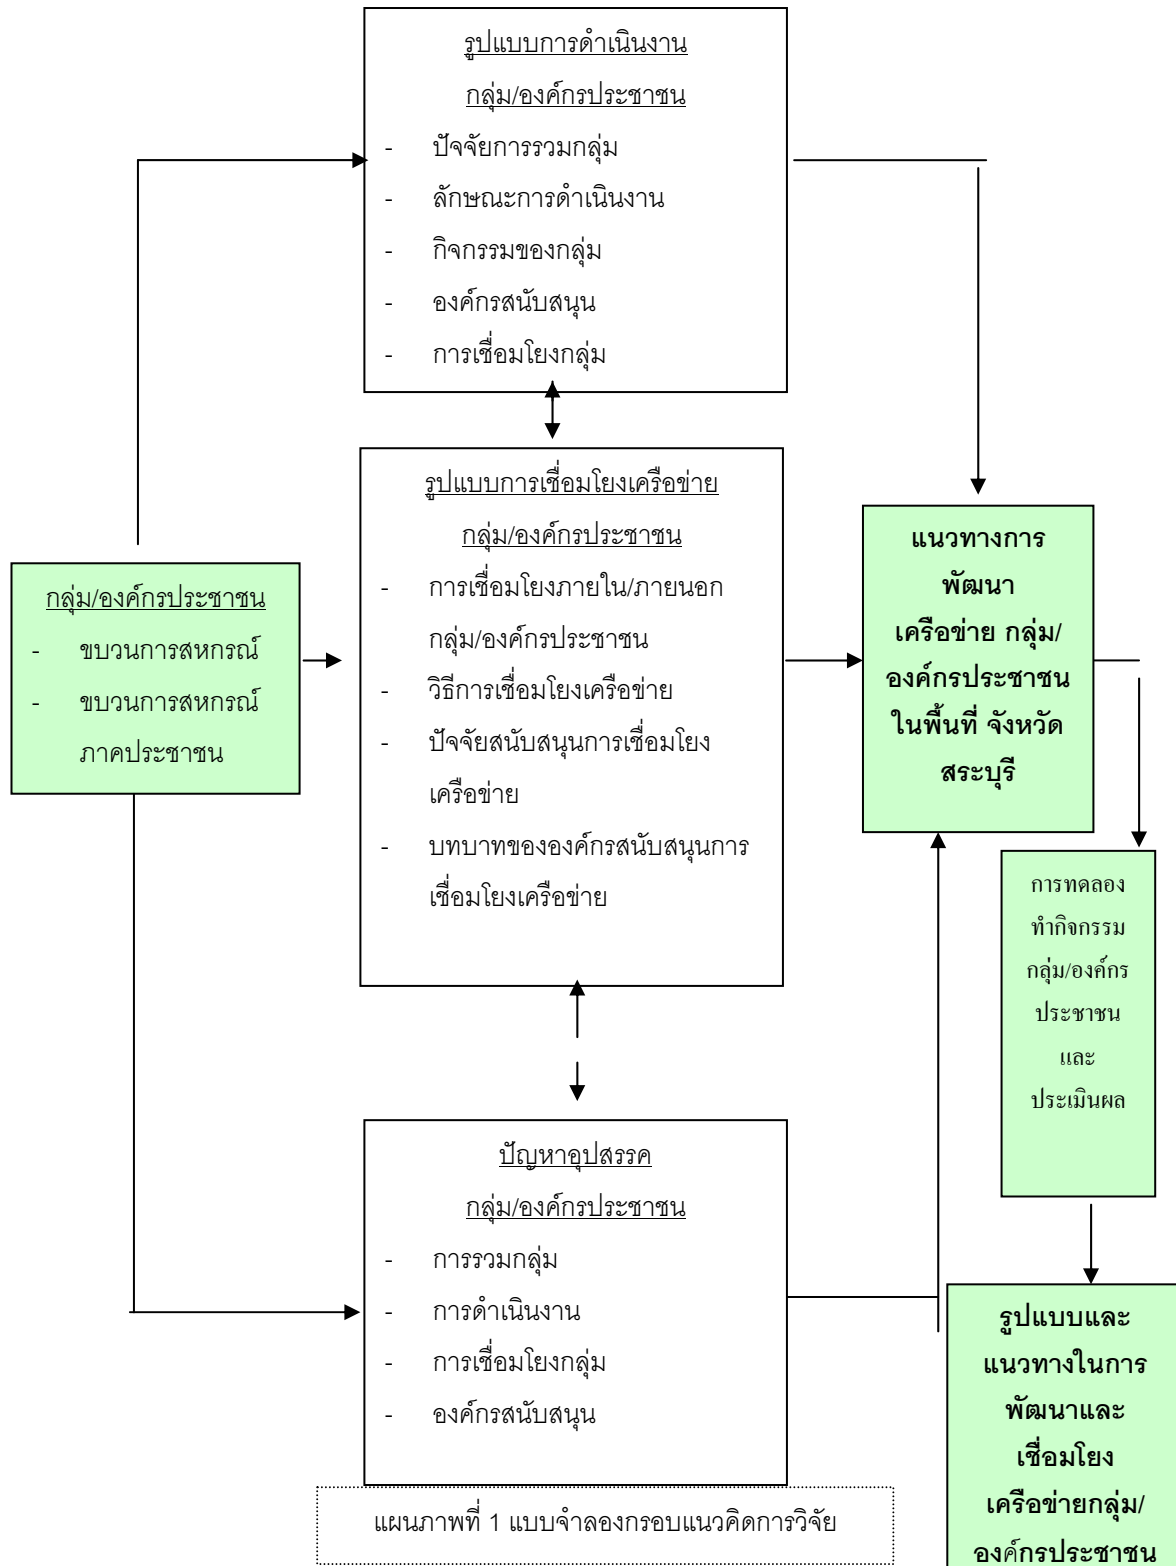 รูปแบบการดำเนินงาน
กลุ่ม/องค์กรประชาชน
- ปัจจัยการรวมกลุ่ม
- ลักษณะการดำเนินงาน
- กิจกรรมของกลุ่ม
- องค์กรสนับสนุน
- การเชื่อมโยงกลุ่ม
กลุ่ม/องค์กรประชาชน
- ขบวนการสหกรณ์
- ขบวนการสหกรณ์
ภาคประชาชน
รูปแบบการเชื่อมโยงเครือข่าย
กลุ่ม/องค์กรประชาชน
- การเชื่อมโยงภายใน/ภายนอก
กลุ่ม/องค์กรประชาชน
- วิธีการเชื่อมโยงเครือข่าย
- ปัจจัยสนับสนุนการเชื่อมโยง
เครือข่าย
- บทบาทขององค์กรสนับสนุนการ
เชื่อมโยงเครือข่าย
ปัญหาอุปสรรค
กลุ่ม/องค์กรประชาชน
- การรวมกลุ่ม
- การดำเนินงาน
- การเชื่อมโยงกลุ่ม
- องค์กรสนับสนุน
แนวทางการ
พัฒนา
เครือข่าย กลุ่ม/
องค์กรประชาชน
ในพื้นที่ จังหวัด
สระบุรี
การทดลอง
ทำกิจกรรม
กลุ่ม/องค์กร
ประชาชน
และ
ประเมินผล
รูปแบบและ
แนวทางในการ
พัฒนาและ
เชื่อมโยง
เครือข่ายกลุ่ม/
องค์กรประชาชน
แผนภาพที่ 1 แบบจำลองกรอบแนวคิดการวิจัย